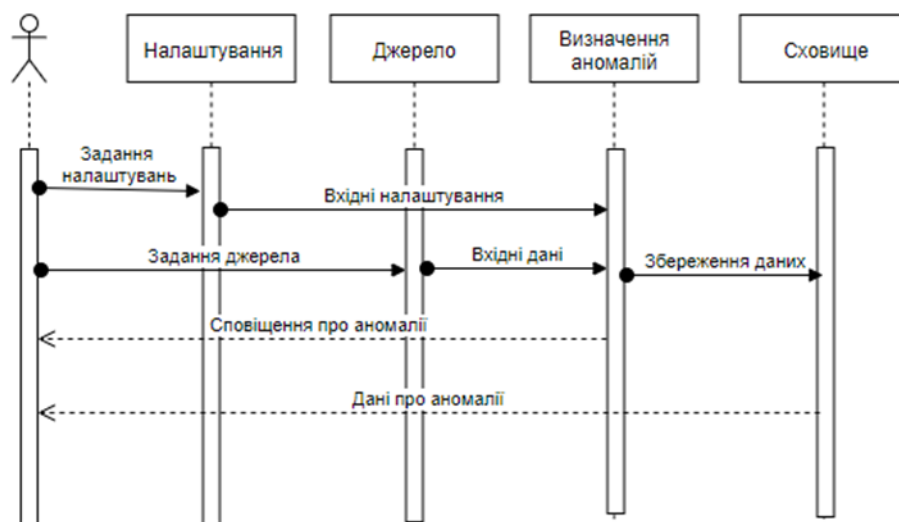 Налаштування
Джерело
Визначення
аномалій
Сховище
Задання
налаштувань
Вхідні налаштування
Задання джерела
Вхідні дані
Збереження даних
Сповіщення про аномалії
Дані про аномалії